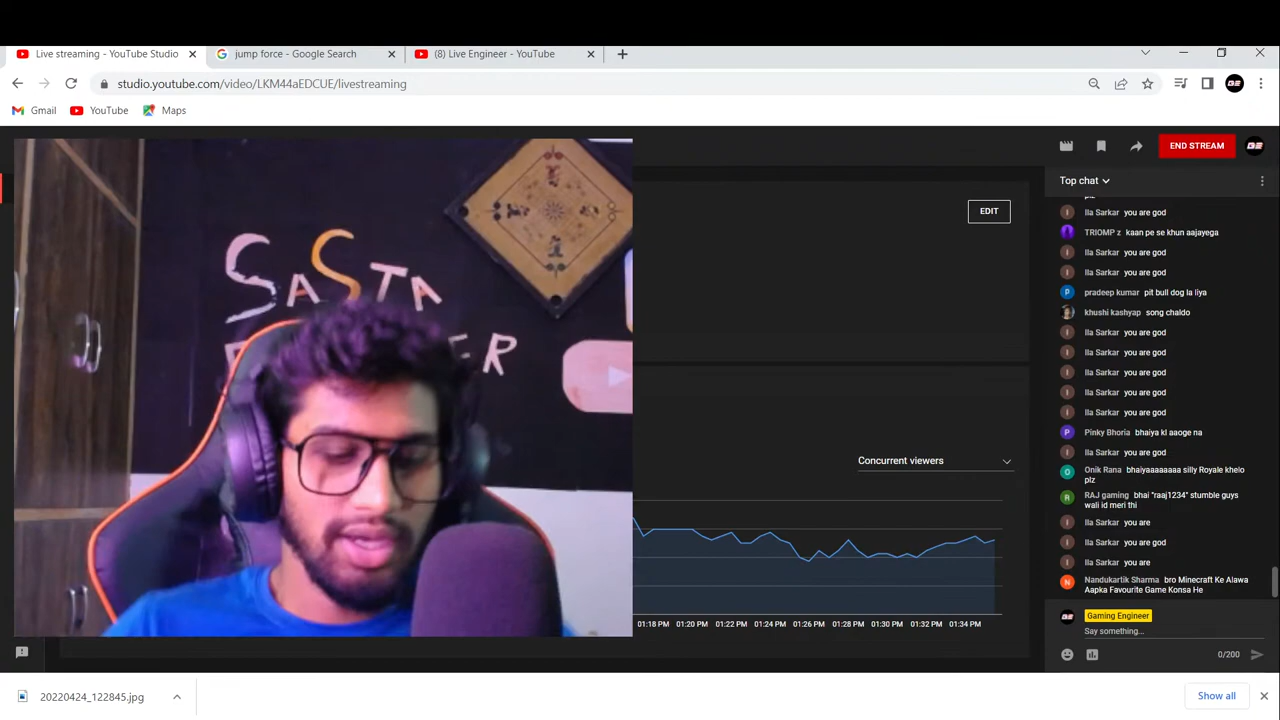 Live streaming - YouTube Studio
jump force - Google Search
(8) Live Engineer - YouTube
studio.youtube.com/video/LKM44aEDCUE/livestreaming
Gmail
YouTube
Maps
END STREAM
GE
EDIT
SASTA
ER
Concurrent viewers
01:18 PM 01:20 PM 01:22 PM 01:24 PM 01:26 PM 01:28 PM 01:30 PM 01:32 PM 01:34 PM
Top chat
Ila Sarkar you are god
TRIOMP z kaan pe se khun aajayega
Ila Sarkar you are god
Ila Sarkar you are god
pradeep kumar pit bull dog la liya
khushi kashyap song chaldo
Ila Sarkar you are god
Ila Sarkar you are god
Ila Sarkar you are god
Ila Sarkar you are god
Ila Sarkar you are god
Pinky Bhoria bhaiya kl aaoge na
Ila Sarkar you are god
Onik Rana bhaiyaaaaaaaa silly Royale khelo
plz
RAJ gaming bhai "raaj1234" stumble guys
wali id meri thi
Ila Sarkar you are
Ila Sarkar you are god
Ila Sarkar you are
Nandukartik Sharma bro Minecraft Ke Alawa
Aapka Favourite Game Konsa He
Gaming Engineer
Say something...
0/200
20220424_122845.jpg
Show all